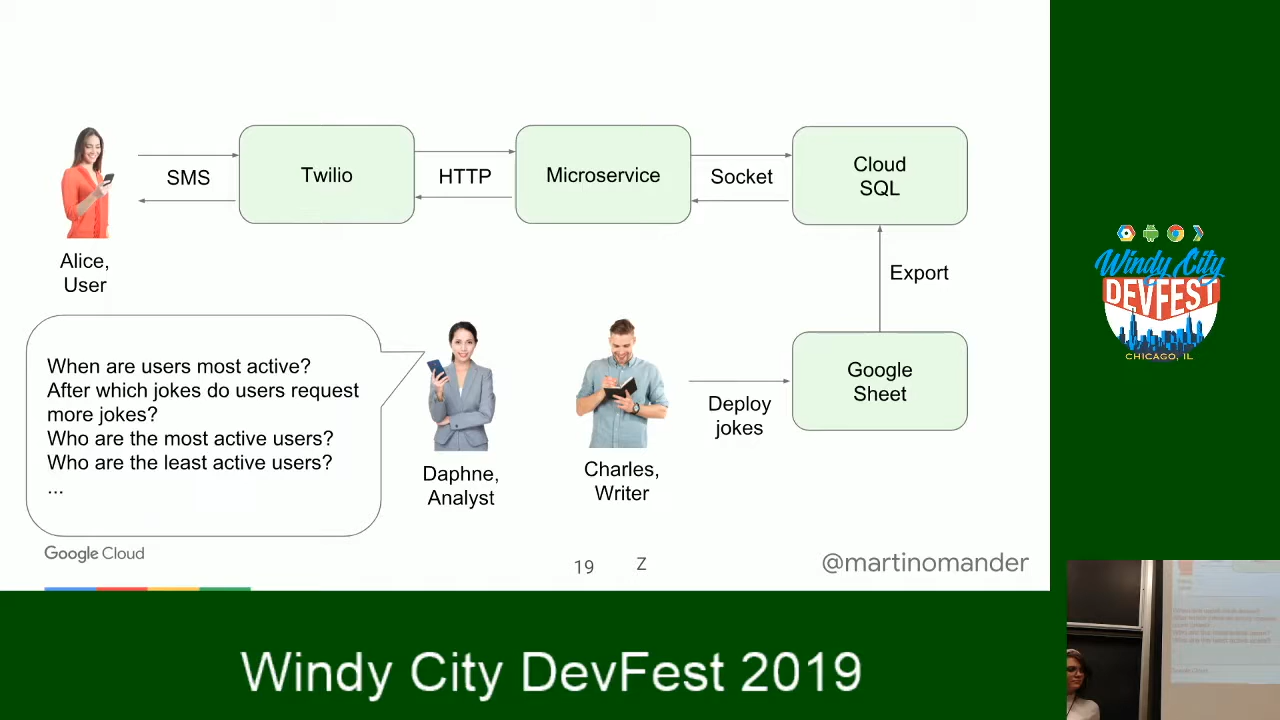 SMS
Twilio
HTTP
Microservice
Socket
Cloud
SQL
Alice,
User
Export
When are users most active?
After which jokes do users request
more jokes?
Who are the most active users?
Who are the least active users?
...
Daphne,
Analyst
Charles,
Writer
Deploy
jokes
Google
Sheet
Google Cloud
19
Z
@martinomander
Windy City
DEVFEST
CHICAGO, IL
Windy City DevFest 2019